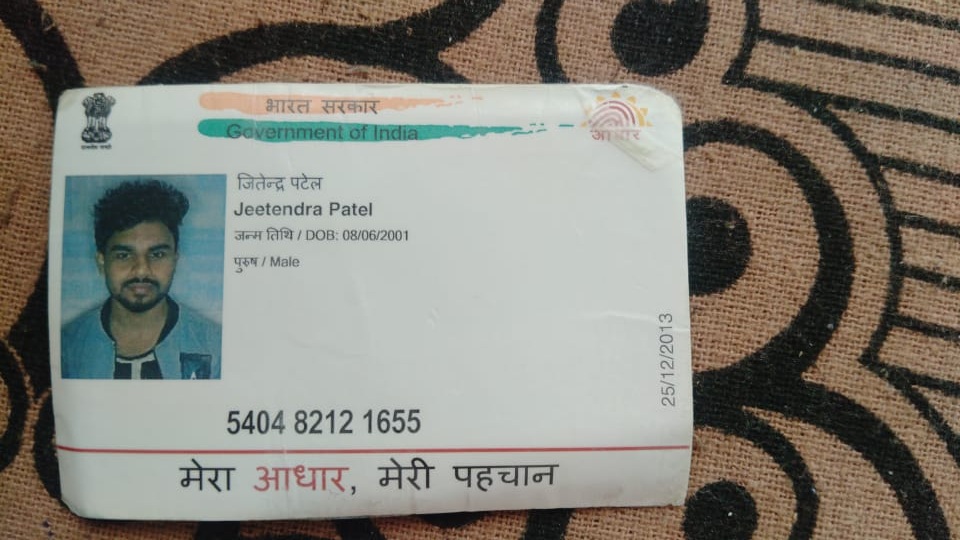 भारत सरकार
Government of India
आधार
जितेन्द्र पटेल
Jeetendra Patel
जन्म तिथि / DOB: 08/06/2001
पुरुष / Male
25/12/2013
5404 8212 1655
मेरा आधार, मेरी पहचान